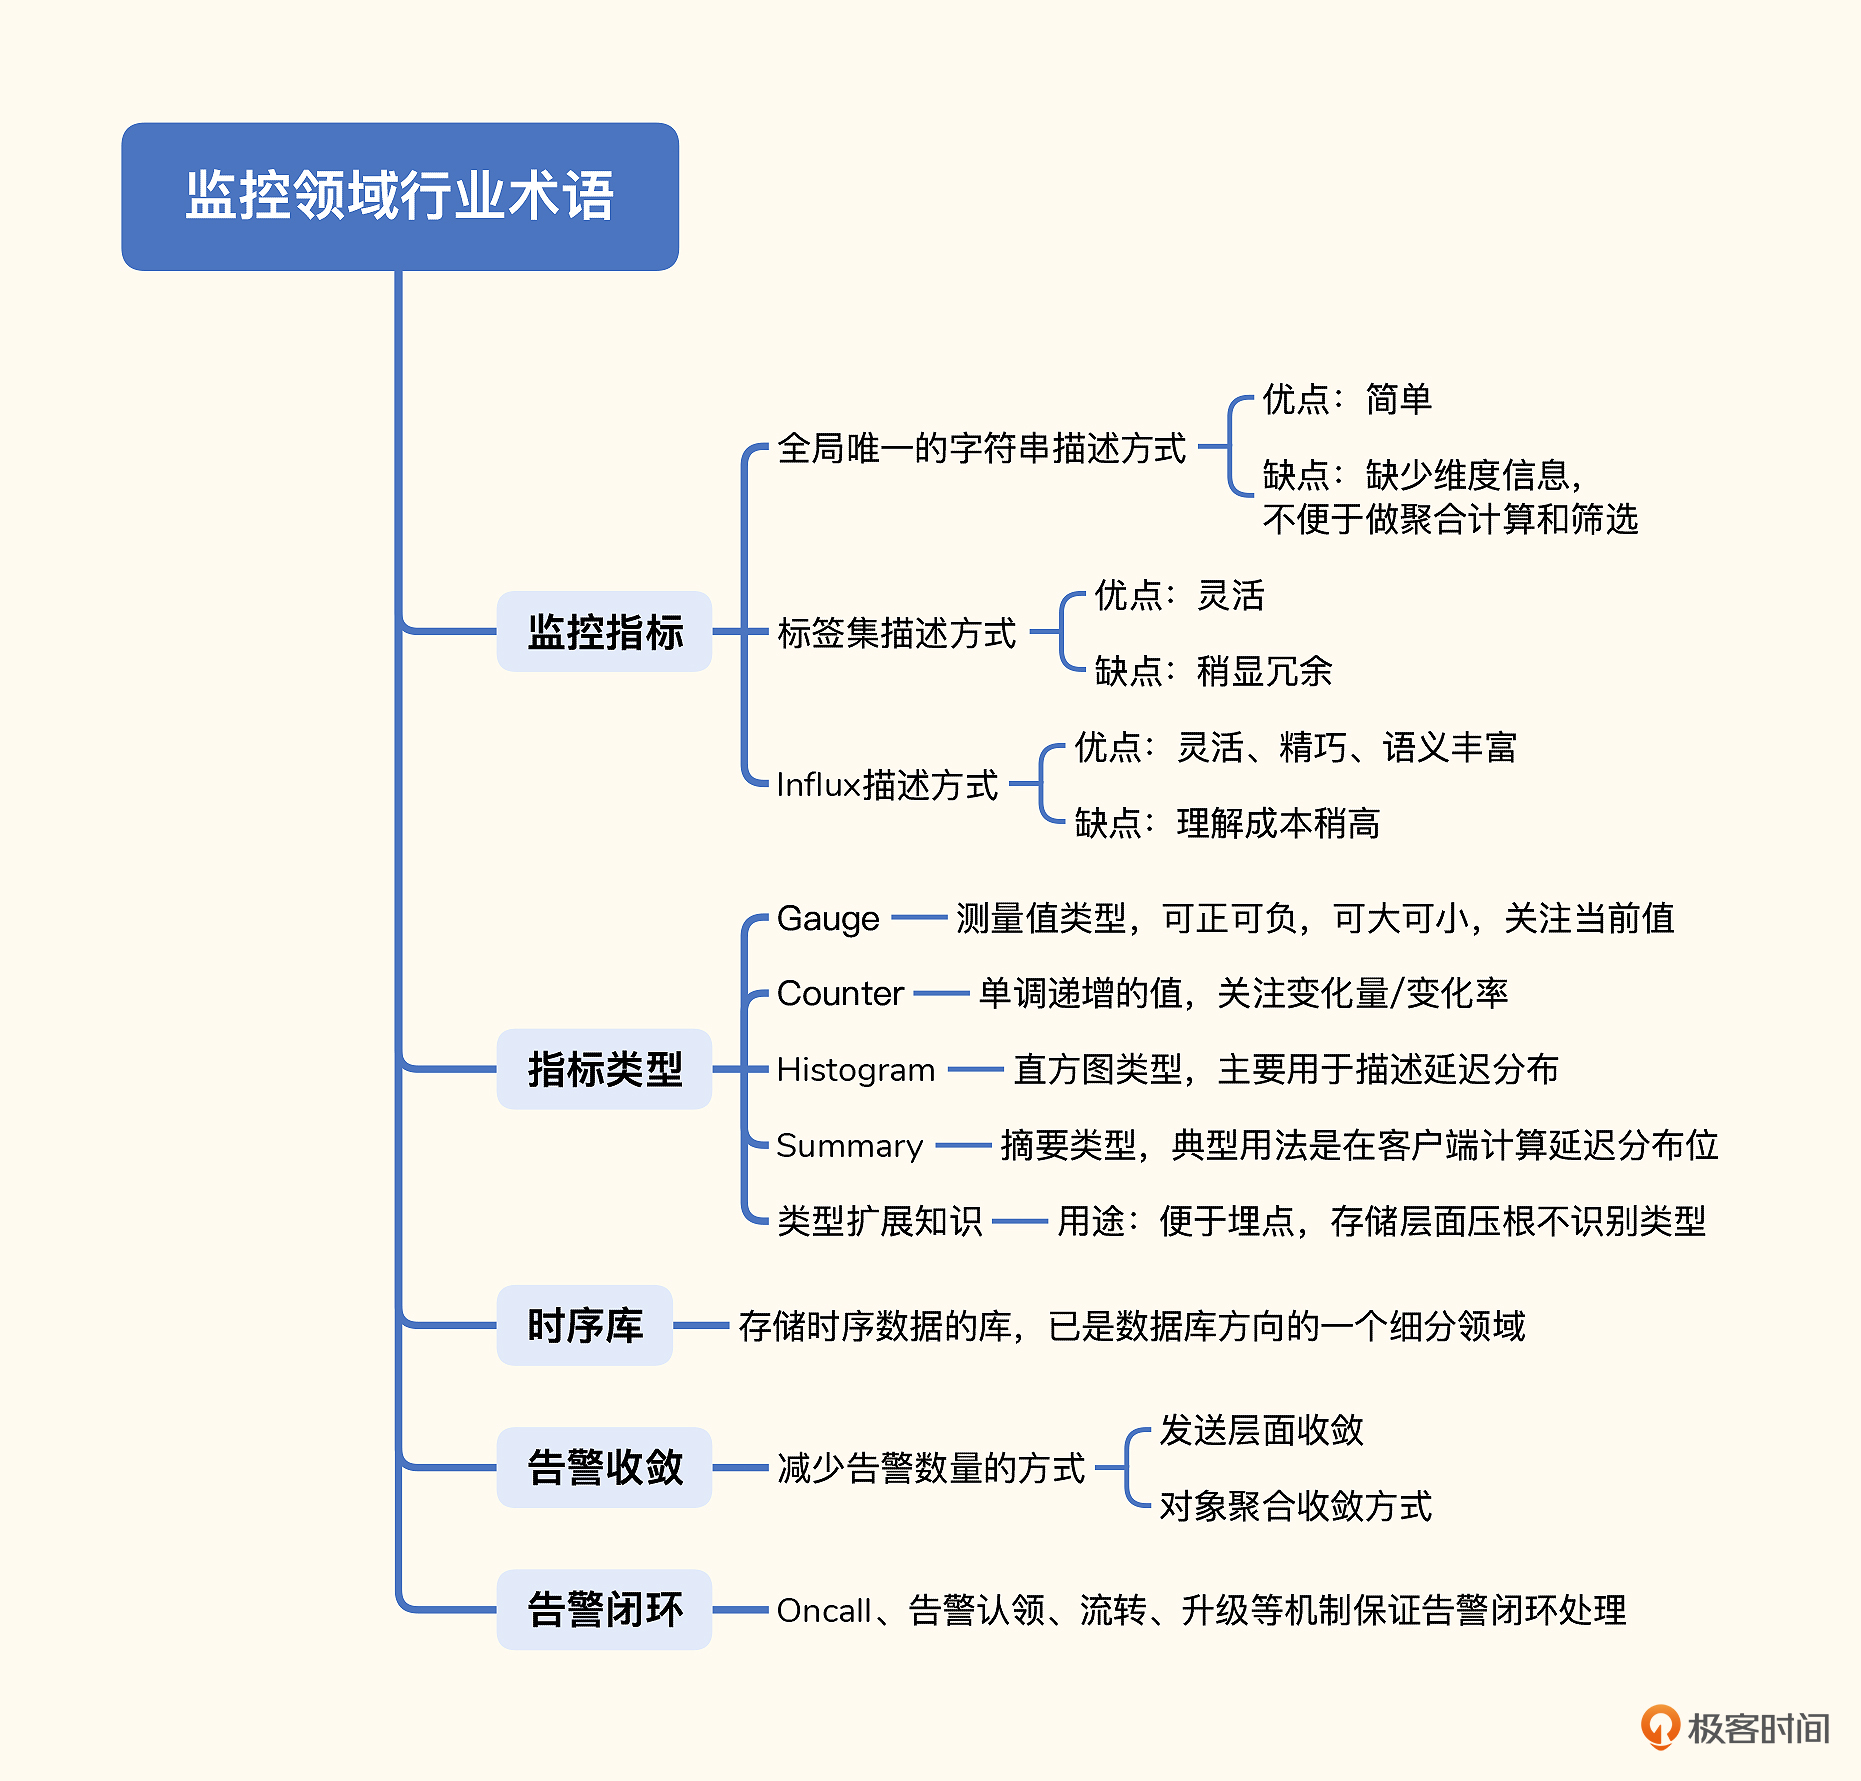 监控领域行业术语
监控指标
全局唯一的字符串描述方式
优点：简单
缺点：缺少维度信息，
不便于做聚合计算和筛选
标签集描述方式
优点：灵活
缺点：稍显冗余
Influx描述方式
优点：灵活、精巧、语义丰富
缺点：理解成本稍高
指标类型
Gauge
测量值类型，可正可负，可大可小，关注当前值
Counter
单调递增的值，关注变化量/变化率
Histogram
直方图类型，主要用于描述延迟分布
Summary
摘要类型，典型用法是在客户端计算延迟分布位
类型扩展知识
用途：便于埋点，存储层面压根不识别类型
时序库
存储时序数据的库，已是数据库方向的一个细分领域
告警收敛
减少告警数量的方式
发送层面收敛
对象聚合收敛方式
告警闭环
Oncall、告警认领、流转、升级等机制保证告警闭环处理
极客时间